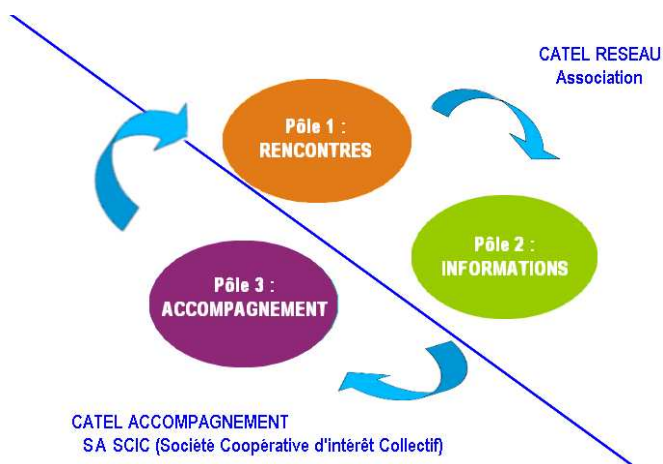 CATEL RESEAU
Association
Pôle 1 :
RENCONTRES
Pôle 2 :
INFORMATIONS
Pôle 3 :
ACCOMPAGNEMENT
CATEL ACCOMPAGNEMENT
SA SCIC (Société Coopérative d'intérêt Collectif)